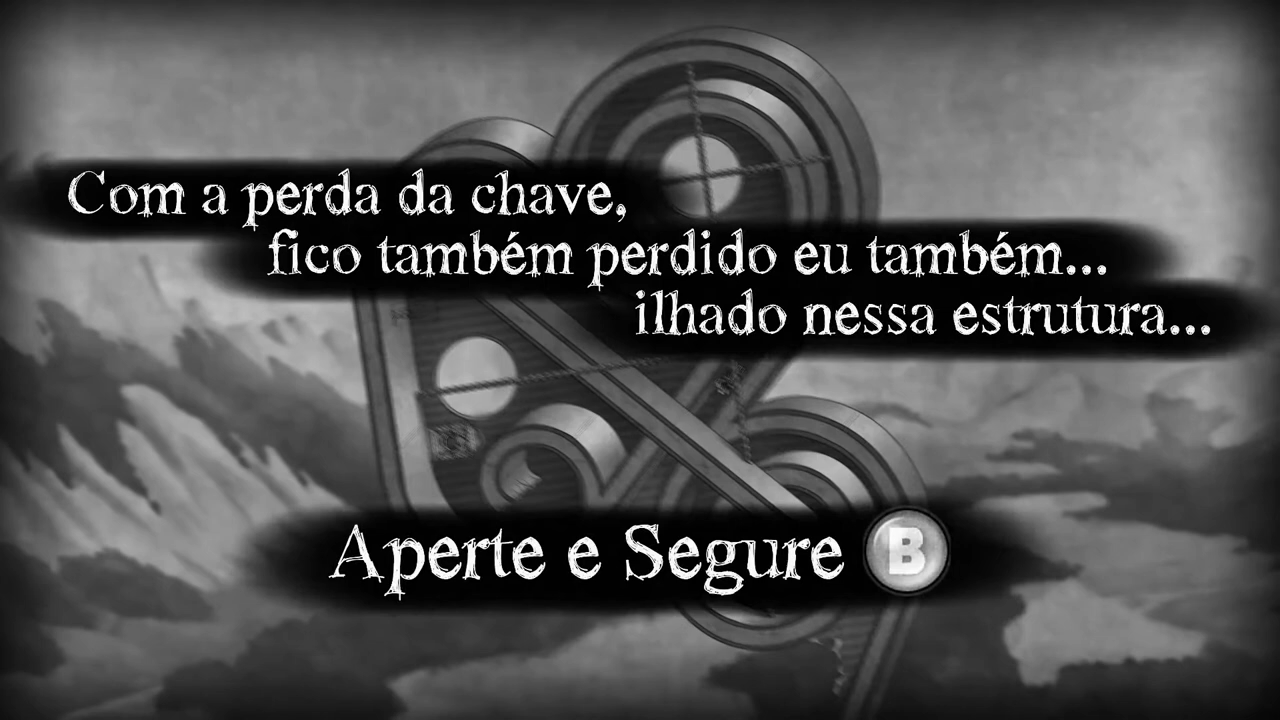 Com a perda da chave,
fico também perdido eu também...
ilhado nessa estrutura...
Aperte e Segure B